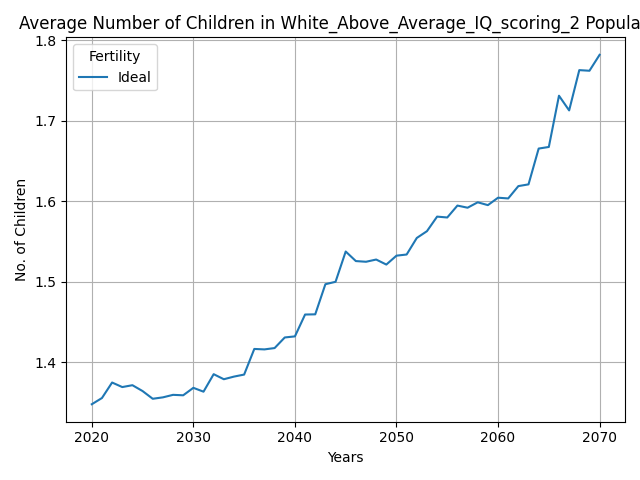 Average Number of Children in White_Above_Average_IQ_scoring_2 Popula
Fertility
Ideal
1.8
1.7
1.6
1.5
1.4
No. of Children
2020 2030 2040 2050 2060 2070
Years